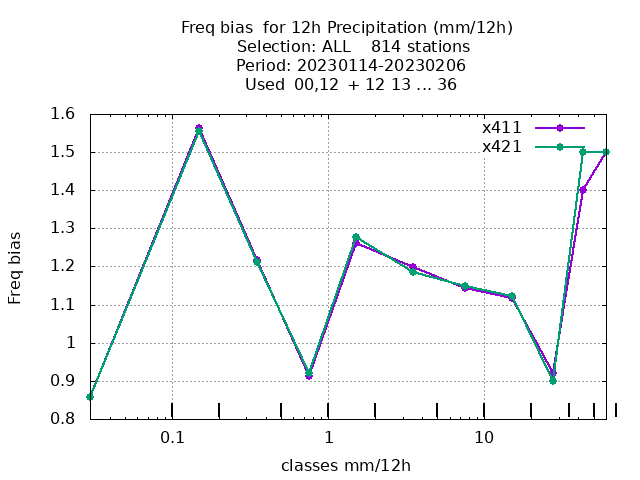 Freq bias  for 12h Precipitation (mm/12h)
Selection: ALL    814 stations
Period: 20230114-20230206
Used  00,12  + 12 13 ... 36
x411
x421
1.6
1.5
1.4
1.3
1.2
1.1
1
0.9
0.8
Freq bias
0.1
1
10
classes mm/12h